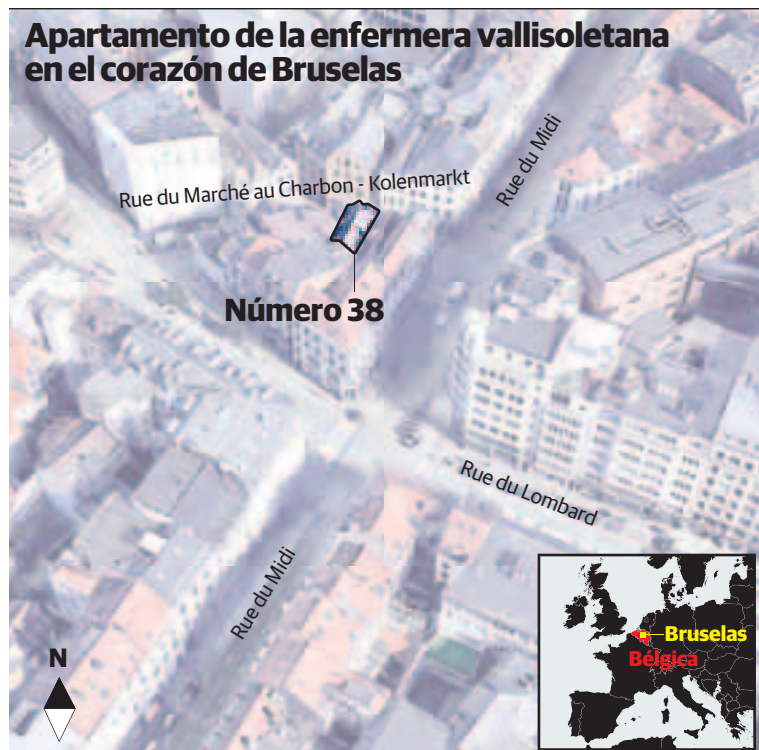 Apartamento de la enfermera vallisoletana
en el corazón de Bruselas
Rue du Midi
Rue du Marché au Charbon - Kolenmarkt
Número 38
Rue du Lombard
Rue du Midi
N
Bruselas
Bélgica